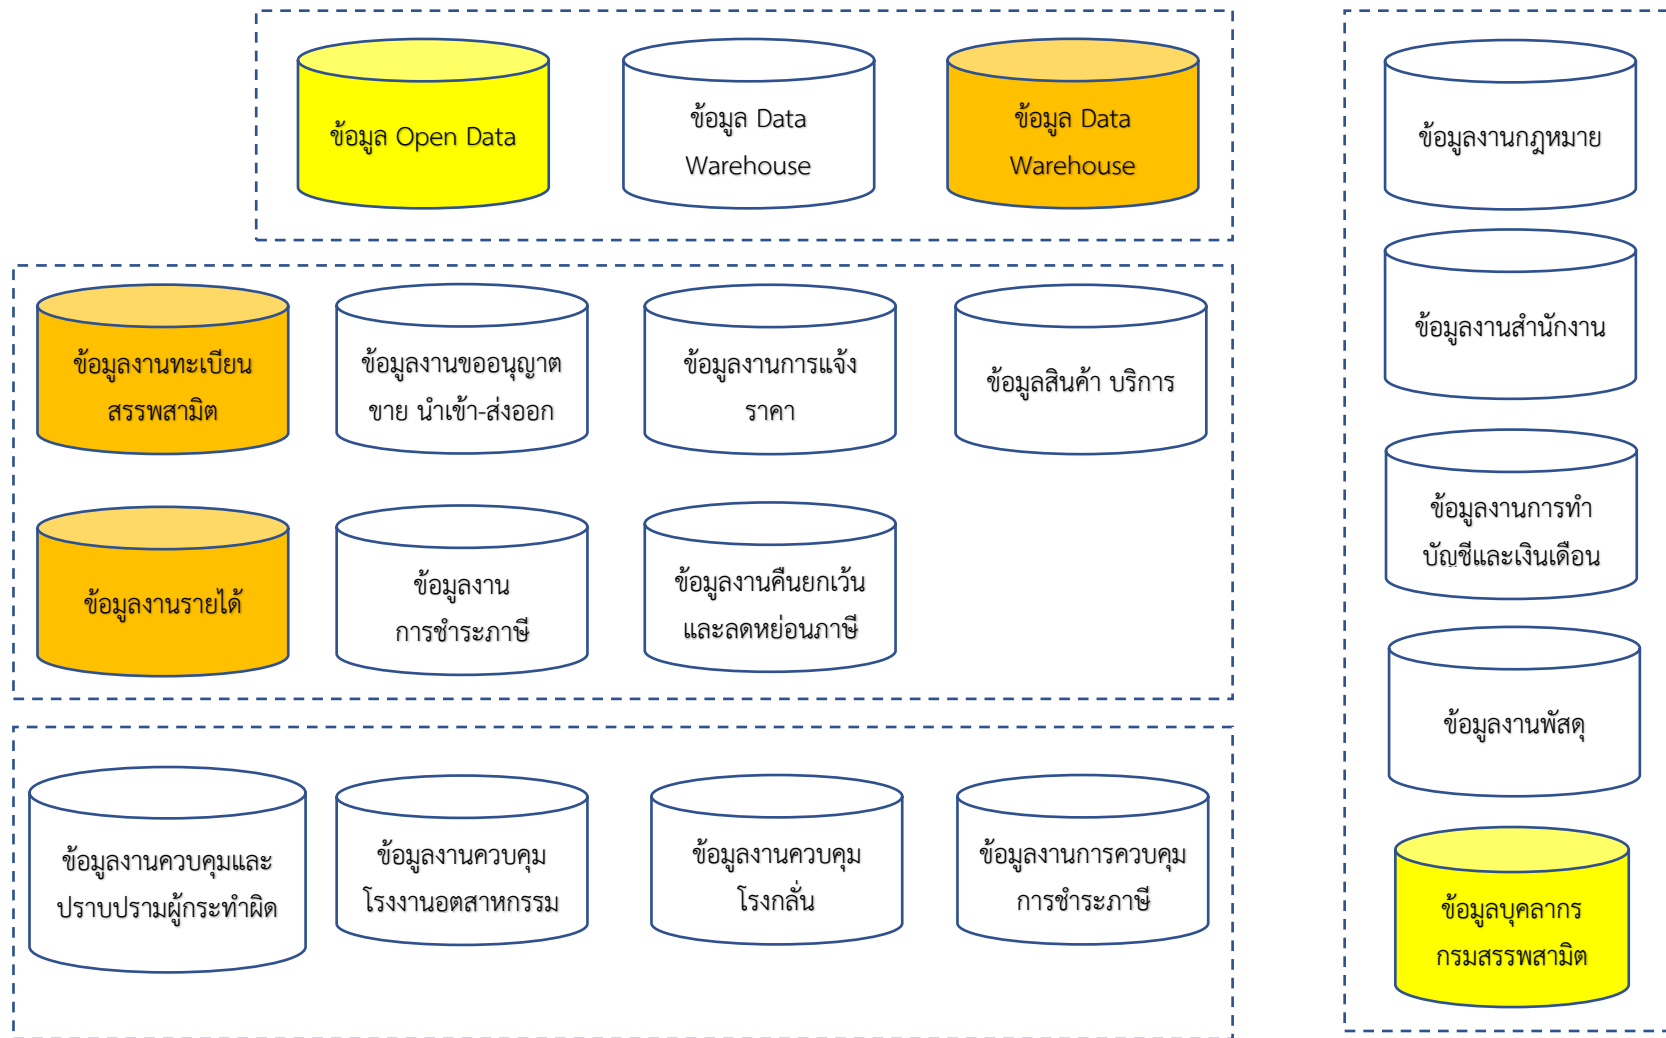 ข้อมูล Open Data
ข้อมูล Data
Warehouse
ข้อมูล Data
Warehouse
ข้อมูลงานทะเบียน
สรรพสามิต
ข้อมูลงานขออนุญาต
ขาย นำเข้า-ส่งออก
ข้อมูลงานการแจ้ง
ราคา
ข้อมูลสินค้า บริการ
ข้อมูลงานรายได้
ข้อมูลงาน
การชำระภาษี
ข้อมูลงานคืนยกเว้น
และลดหย่อนภาษี
ข้อมูลงานควบคุมและ
ปราบปรามผู้กระทำผิด
ข้อมูลงานควบคุม
โรงงานอตสาหกรรม
ข้อมูลงานควบคุม
โรงกลั่น
ข้อมูลงานการควบคุม
การชำระภาษี
ข้อมูลงานกฎหมาย
ข้อมูลงานสำนักงาน
ข้อมูลงานการทำ
บัญชีและเงินเดือน
ข้อมูลงานพัสดุ
ข้อมูลบุคลากร
กรมสรรพสามิต